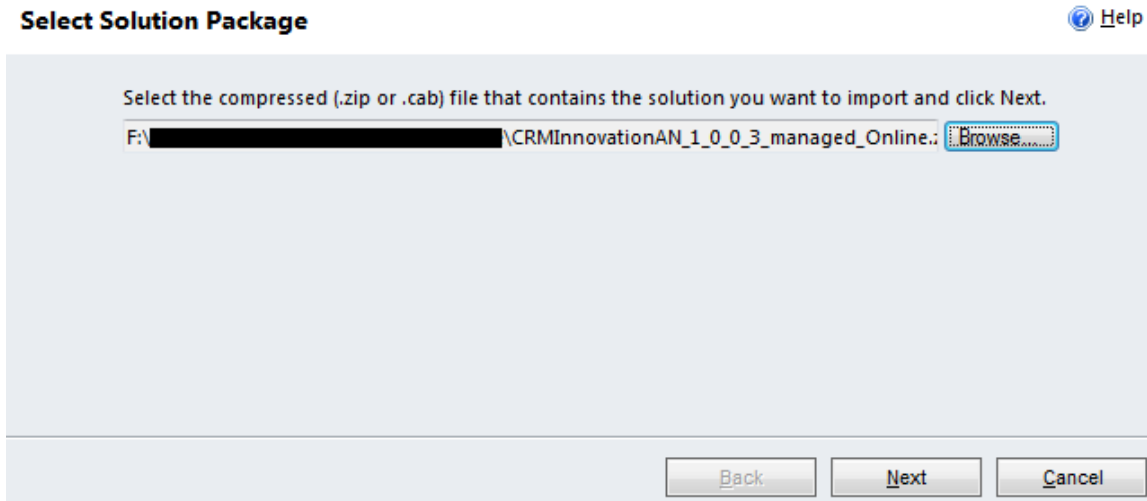 Select Solution Package
Help
Select the compressed (.zip or .cab) file that contains the solution you want to import and click Next.
F:\ \CRMInnovationAN_1_0_0_3_managed_Online.z Browse...
Back Next Cancel